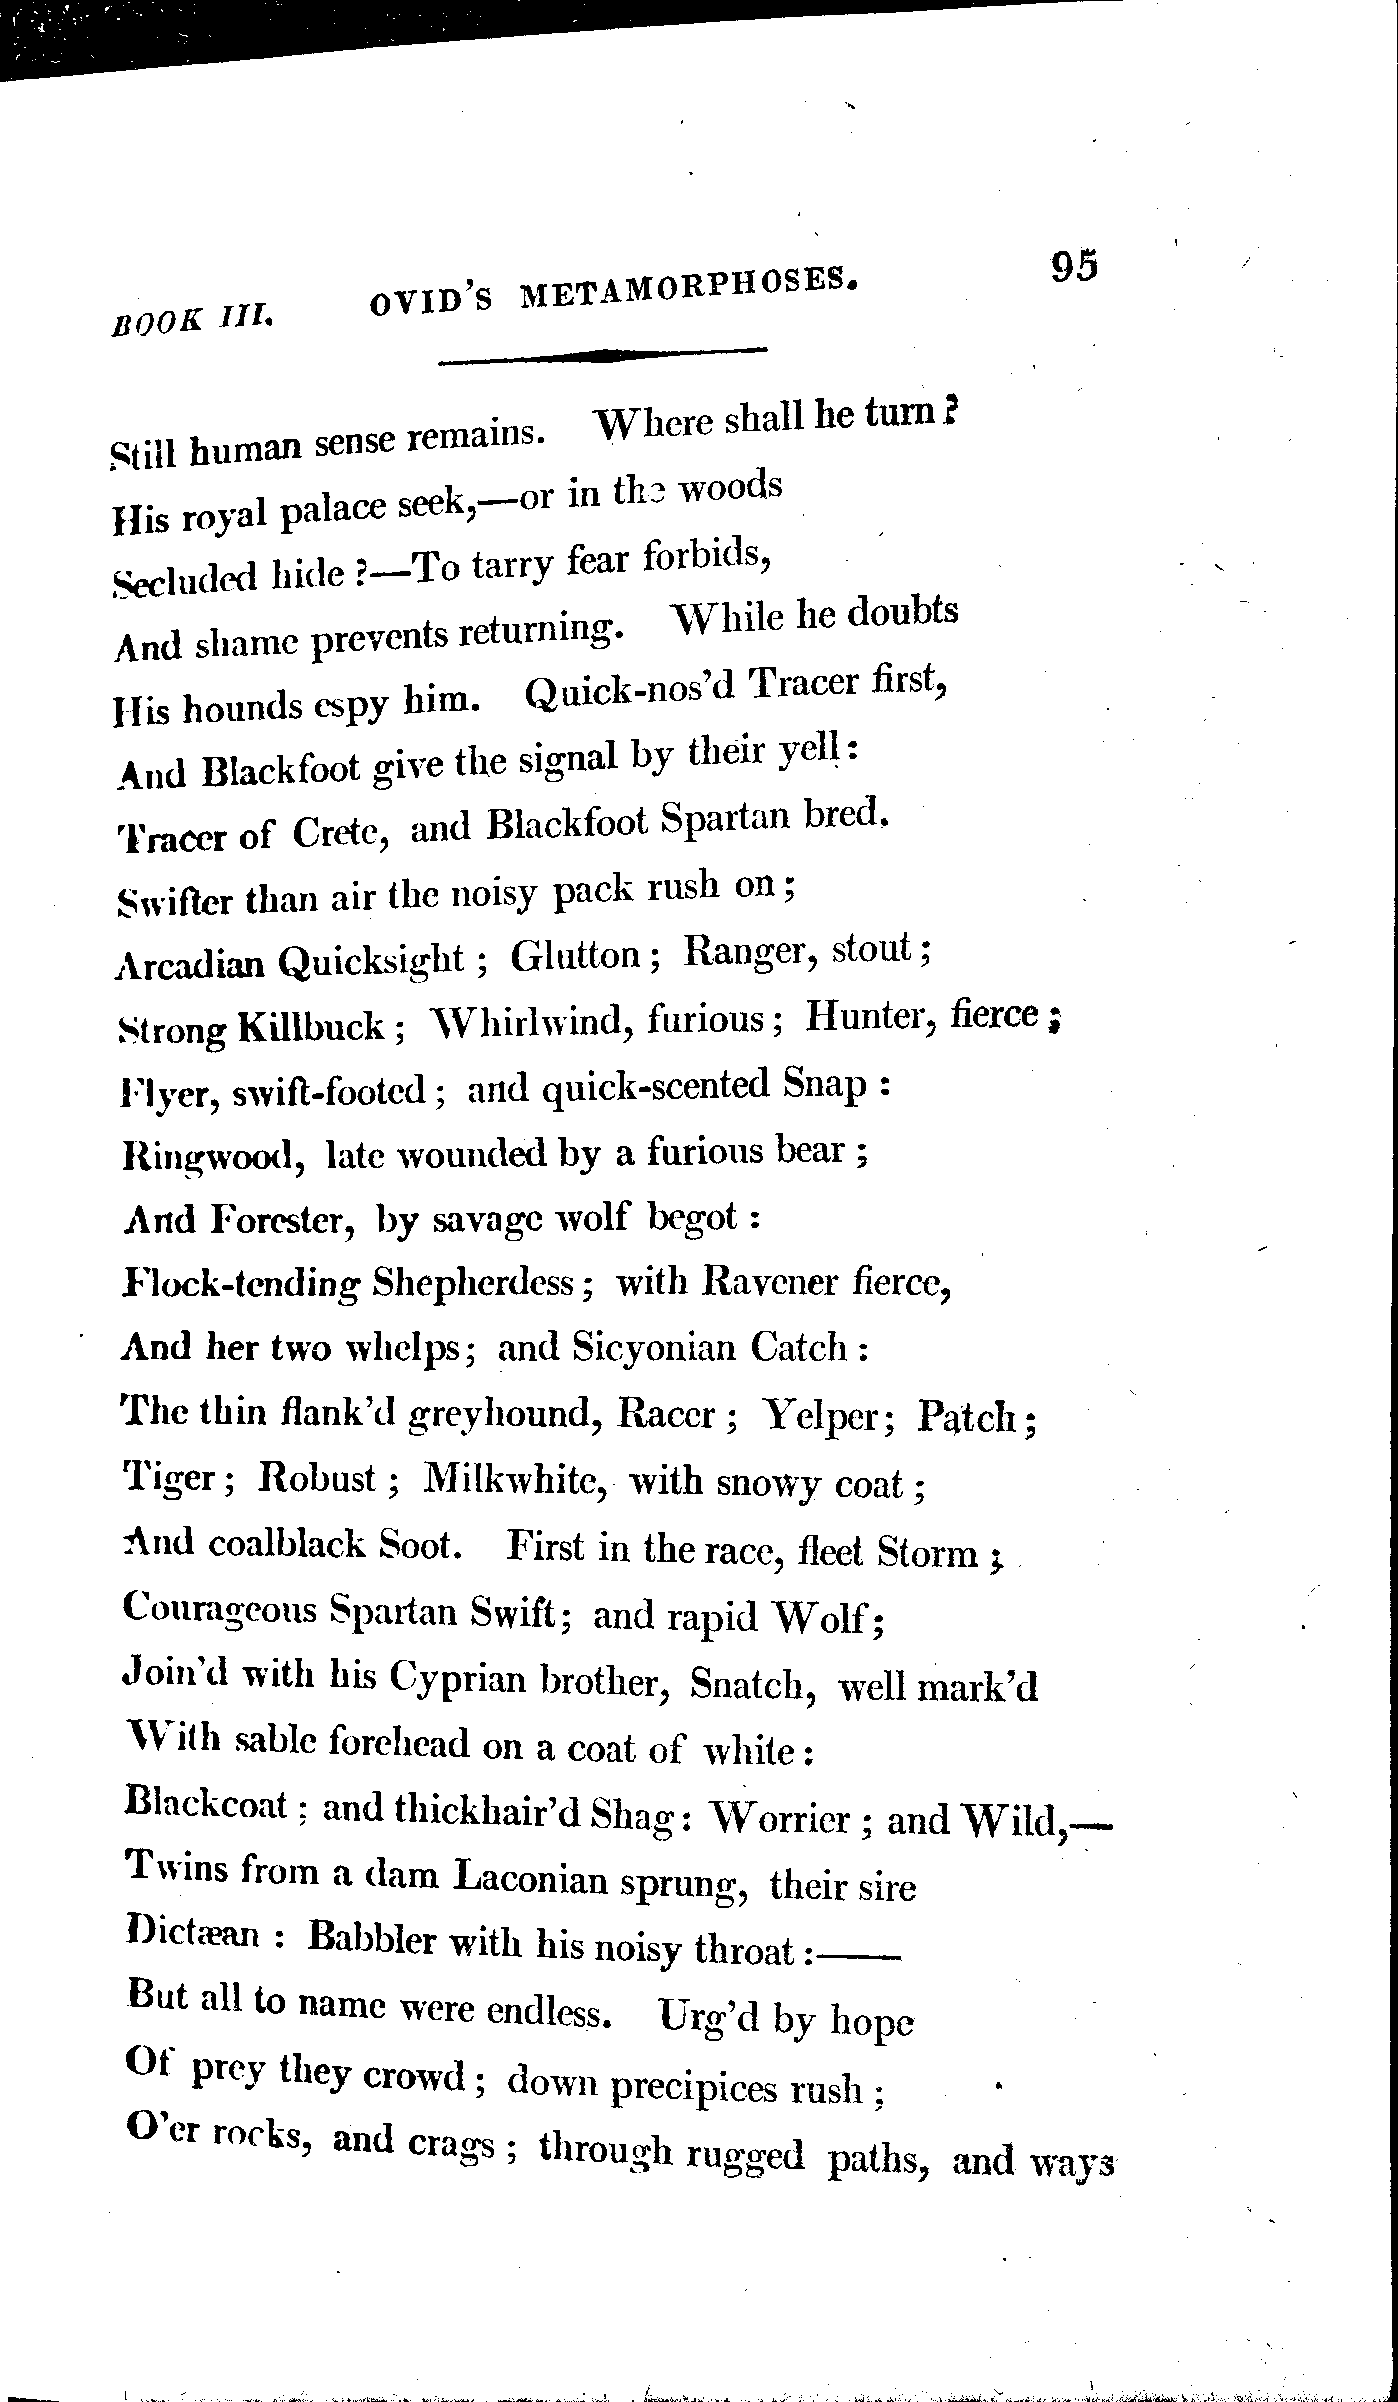 BOOK III. OVID'S METAMORPHOSES. 95
Still human sense remains. Where shall he turn?
His royal palace seek,—or in the woods
Secluded hide?—To tarry fear forbids,
And shame prevents returning. While he doubts
His hounds espy him. Quick-nos'd Tracer first,
And Blackfoot give the signal by their yell:
Tracer of Crete, and Blackfoot Spartan bred.
Swifter than air the noisy pack rush on;
Arcadian Quicksight; Glutton; Ranger, stout;
Strong Killbuck; Whirlwind, furious; Hunter, fierce;
Flyer, swift-footed; and quick-scented Snap:
Ringwood, late wounded by a furious bear;
And Forester, by savage wolf begot:
Flock-tending Shepherdess; with Ravener fierce,
And her two whelps; and Sicyonian Catch:
The thin flank'd greyhound, Racer; Yelper; Patch;
Tiger; Robust; Milkwhite, with snowy coat;
And coalblack Soot. First in the race, fleet Storm;
Courageous Spartan Swift; and rapid Wolf;
Join'd with his Cyprian brother, Snatch, well mark'd
With sable forehead on a coat of white:
Blackcoat; and thickhair'd Shag: Worrier; and Wild,—
Twins from a dam Laconian sprung, their sire
Dictæan: Babbler with his noisy throat:——
But all to name were endless. Urg'd by hope
Of prey they crowd; down precipices rush;
O'er rocks, and crags; through rugged paths, and ways